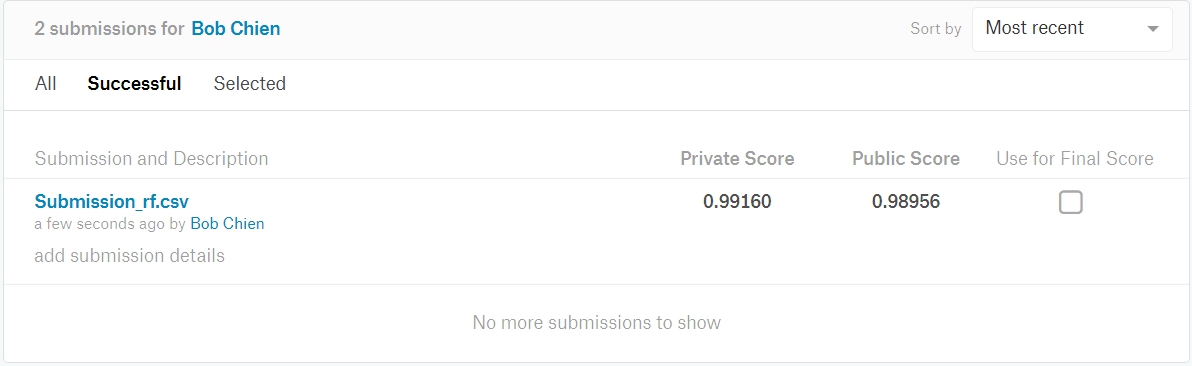 2 submissions for Bob Chien Sort by Most recent
All Successful Selected
Submission and Description Private Score Public Score Use for Final Score
Submission_rf.csv 0.99160 0.98956
a few seconds ago by Bob Chien
add submission details
No more submissions to show